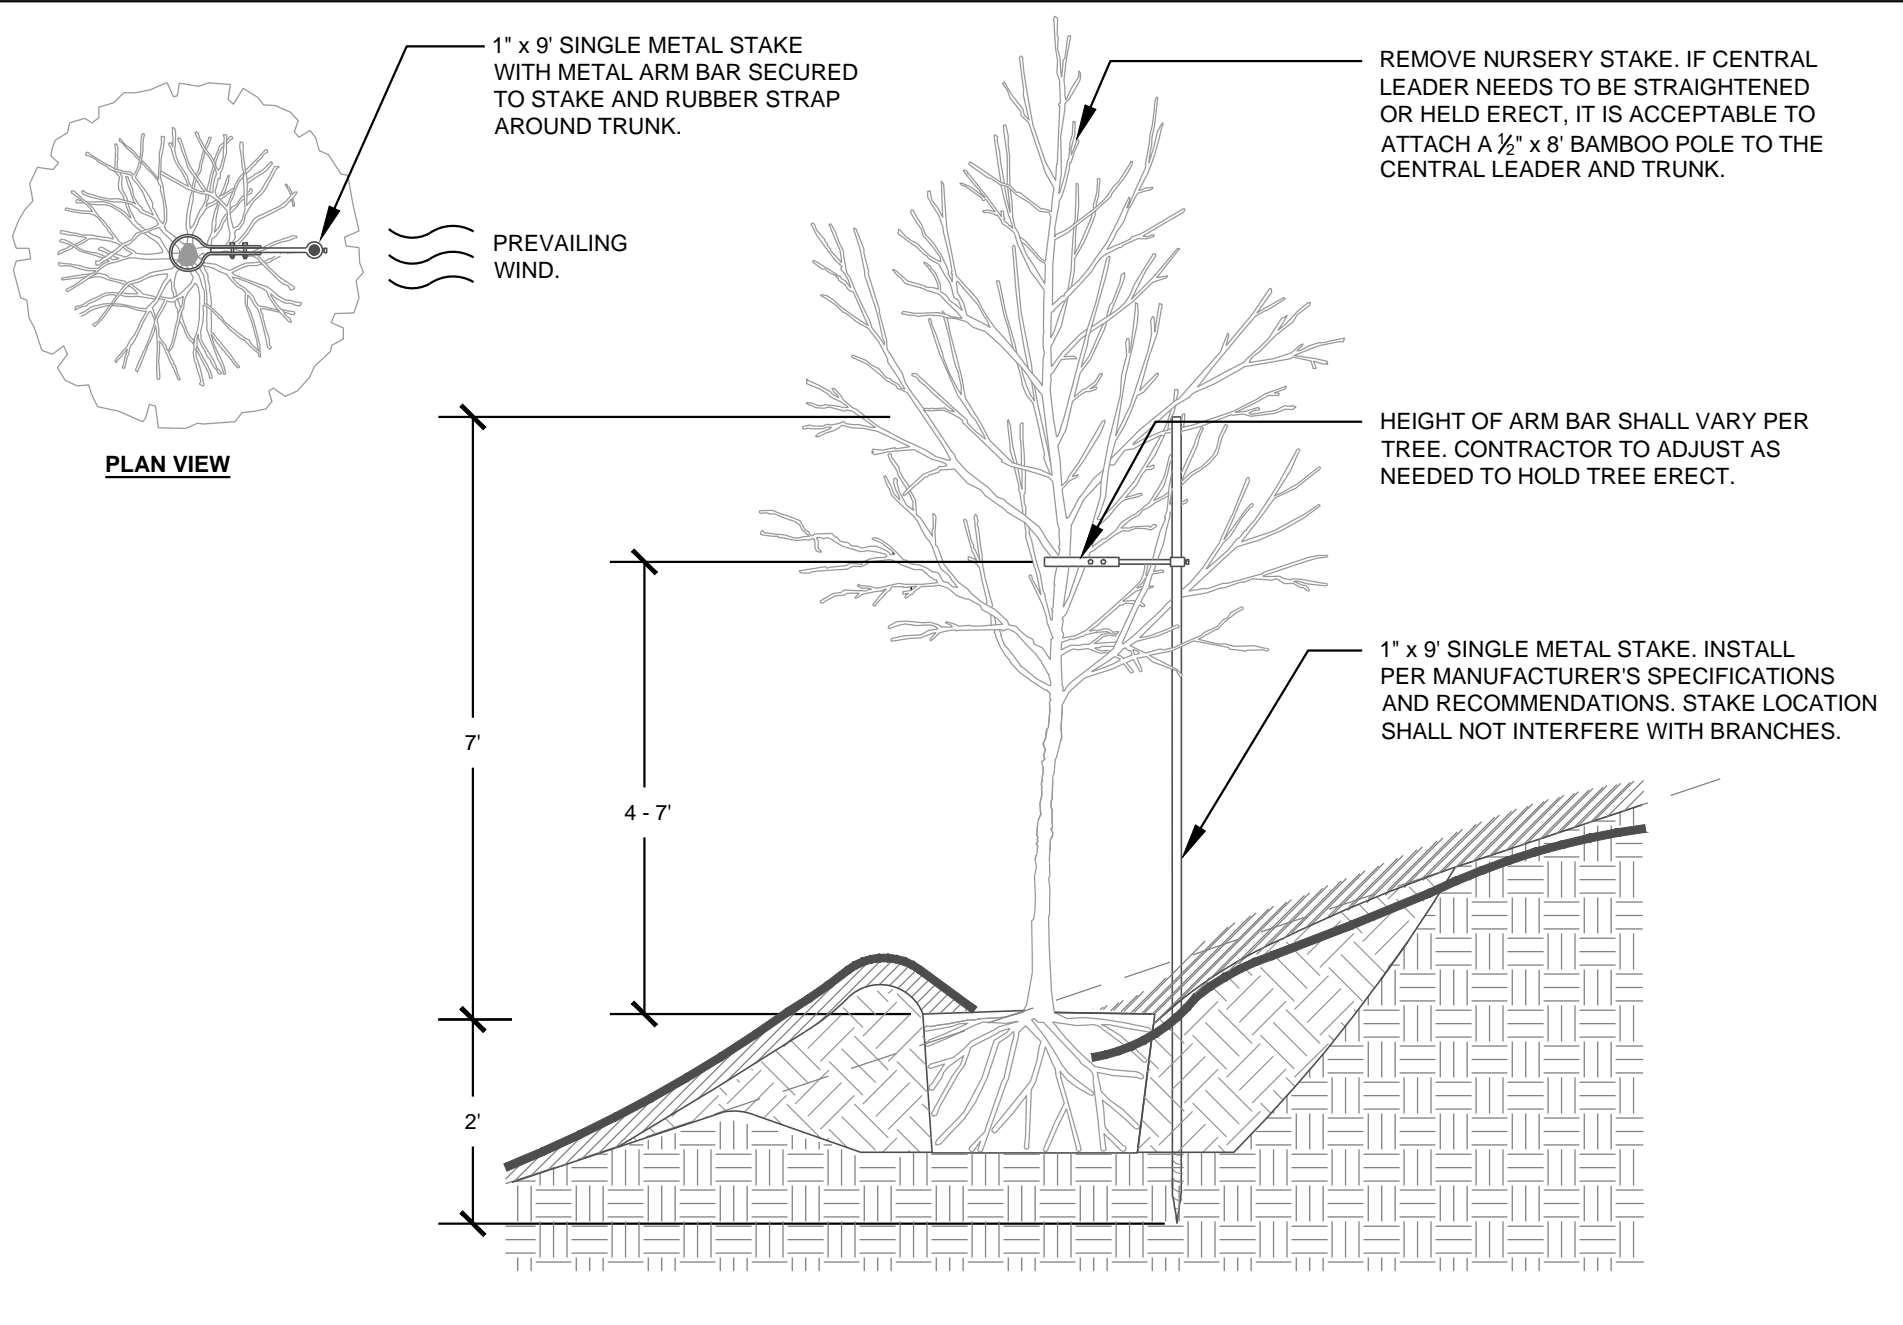 1" x 9' SINGLE METAL STAKE
WITH METAL ARM BAR SECURED
TO STAKE AND RUBBER STRAP
AROUND TRUNK.
PREVAILING
WIND.
PLAN VIEW
REMOVE NURSERY STAKE. IF CENTRAL
LEADER NEEDS TO BE STRAIGHTENED
OR HELD ERECT, IT IS ACCEPTABLE TO
ATTACH A ½" x 8' BAMBOO POLE TO THE
CENTRAL LEADER AND TRUNK.
HEIGHT OF ARM BAR SHALL VARY PER
TREE. CONTRACTOR TO ADJUST AS
NEEDED TO HOLD TREE ERECT.
1" x 9' SINGLE METAL STAKE. INSTALL
PER MANUFACTURER'S SPECIFICATIONS
AND RECOMMENDATIONS. STAKE LOCATION
SHALL NOT INTERFERE WITH BRANCHES.
7'
4 - 7'
2'